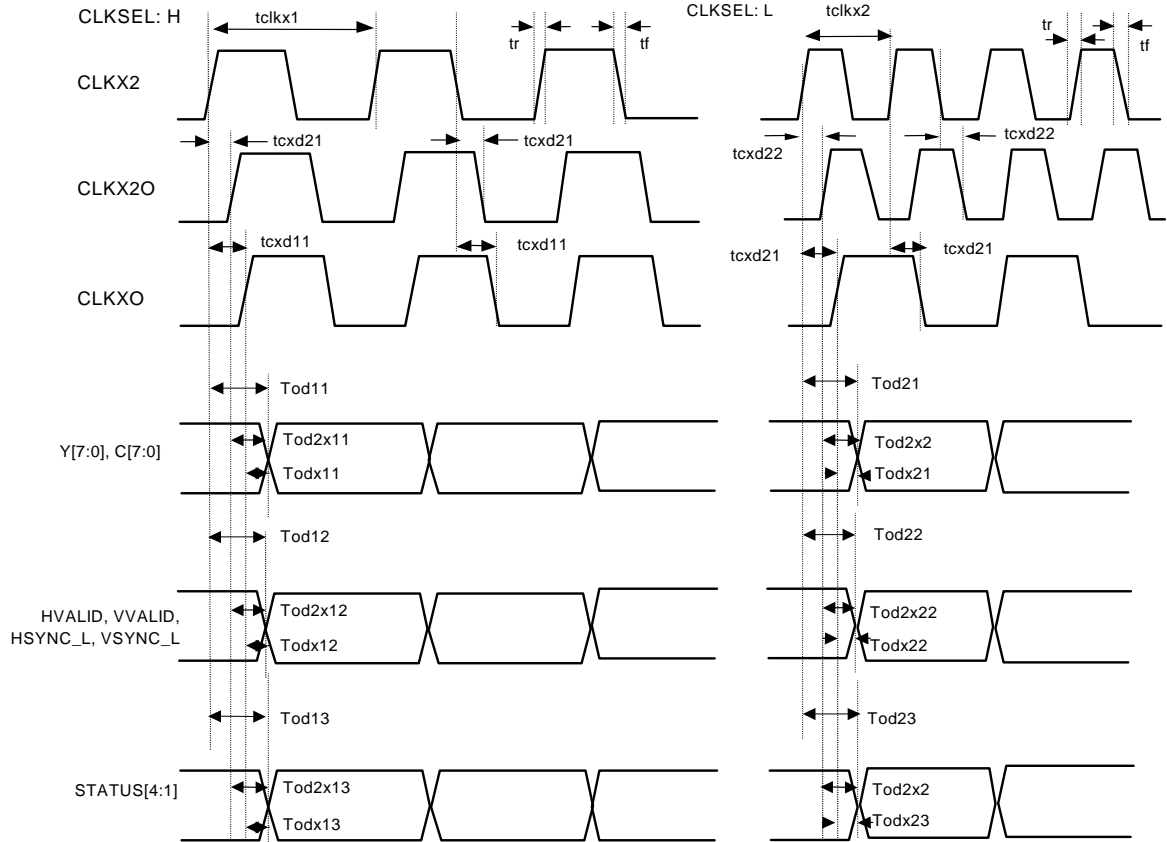 CLKSEL: H
tclkx1
tr
tf
CLKX2
tcxd21
tcxd21
CLKX2O
tcxd11
tcxd11
CLKXO
Tod11
Y[7:0], C[7:0]
Tod2x11
Todx11
Tod12
HVALID, VVALID,
HSYNC_L, VSYNC_L
Tod2x12
Todx12
Tod13
STATUS[4:1]
Tod2x13
Todx13
CLKSEL: L
tclkx2
tr
tf
tcxd22
tcxd22
tcxd21
tcxd21
Tod21
Tod2x2
Todx21
Tod22
Tod2x22
Todx22
Tod23
Tod2x2
Todx23